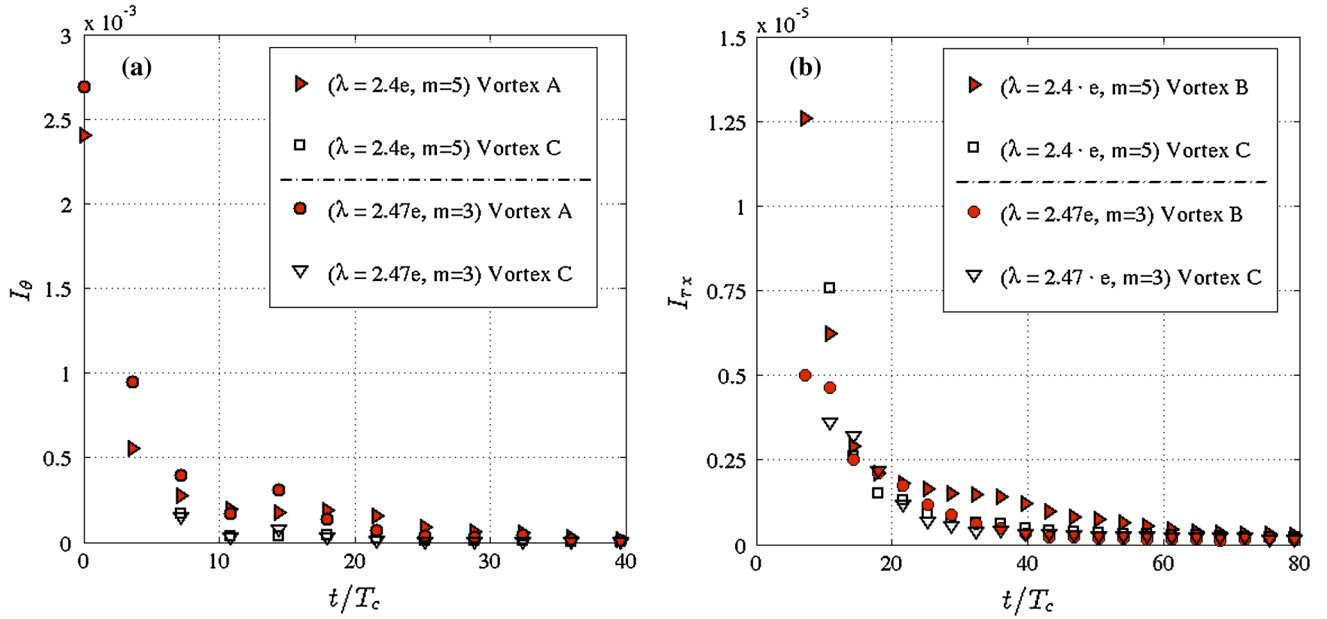 x 10⁻³
3
2.5
2
1.5
1
0.5
0
I_θ
0 10 20 30 40
t/T_c
(a)
(λ = 2.4e, m=5) Vortex A
(λ = 2.4e, m=5) Vortex C
(λ = 2.47e, m=3) Vortex A
(λ = 2.47e, m=3) Vortex C
x 10⁻⁵
1.5
1.25
1
0.75
0.5
0.25
0
I_τx
0 20 40 60 80
t/T_c
(b)
(λ = 2.4 · e, m=5) Vortex B
(λ = 2.4 · e, m=5) Vortex C
(λ = 2.47e, m=3) Vortex B
(λ = 2.47 · e, m=3) Vortex C